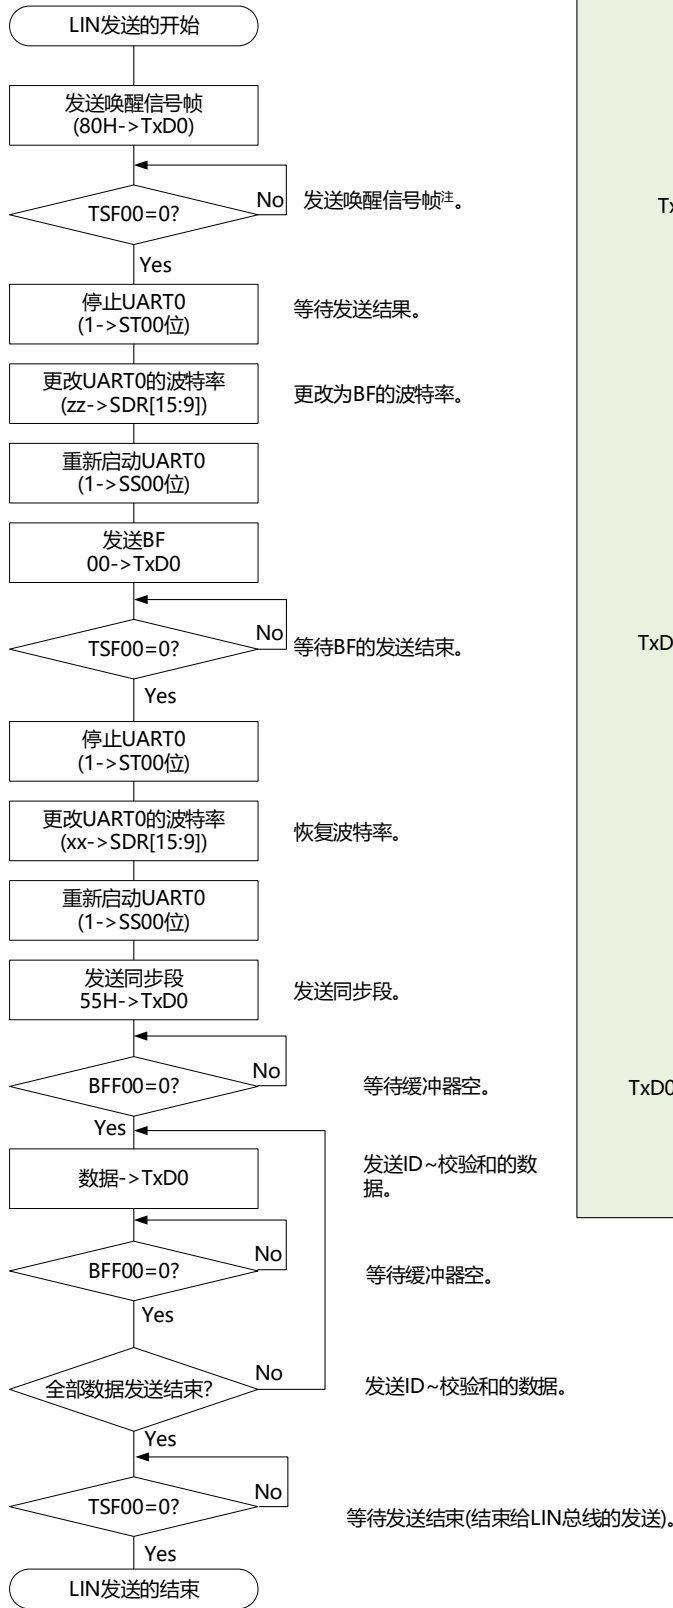 LIN发送的开始
发送唤醒信号帧
(80H->TxD0)
TSF00=0?
No
发送唤醒信号帧注。
Yes
停止UART0
(1->ST00位)
等待发送结果。
更改UART0的波特率
(zz->SDR[15:9])
更改为BF的波特率。
重新启动UART0
(1->SS00位)
发送BF
00->TxD0
TSF00=0?
No
等待BF的发送结束。
Yes
停止UART0
(1->ST00位)
更改UART0的波特率
(xx->SDR[15:9])
恢复波特率。
重新启动UART0
(1->SS00位)
发送同步段
55H->TxD0
发送同步段。
BFF00=0?
No
等待缓冲器空。
Yes
数据->TxD0
发送ID~校验和的数
据。
BFF00=0?
No
等待缓冲器空。
Yes
全部数据发送结束?
No
发送ID~校验和的数据。
Yes
TSF00=0?
No
等待发送结束(结束给LIN总线的发送)。
Yes
LIN发送的结束
Tx
TxD
TxD0